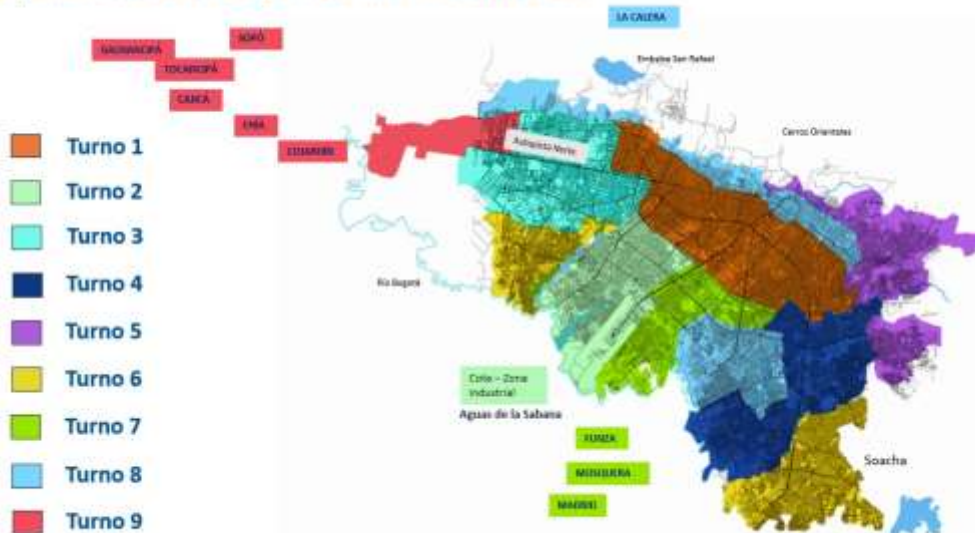 LA CALERA
SOPÓ
GACHANCIPÁ
TOCANCIPÁ
CAJICÁ
CHÍA
COJARDÍN
Embalse San Rafael
Cerros Orientales
Autopista Norte
Turno 1
Turno 2
Turno 3
Turno 4
Turno 5
Turno 6
Turno 7
Turno 8
Turno 9
Río Bogotá
Cota – Zona
Industrial
Aguas de la Sabana
FUNZA
MOSQUERA
MADRID
Soacha